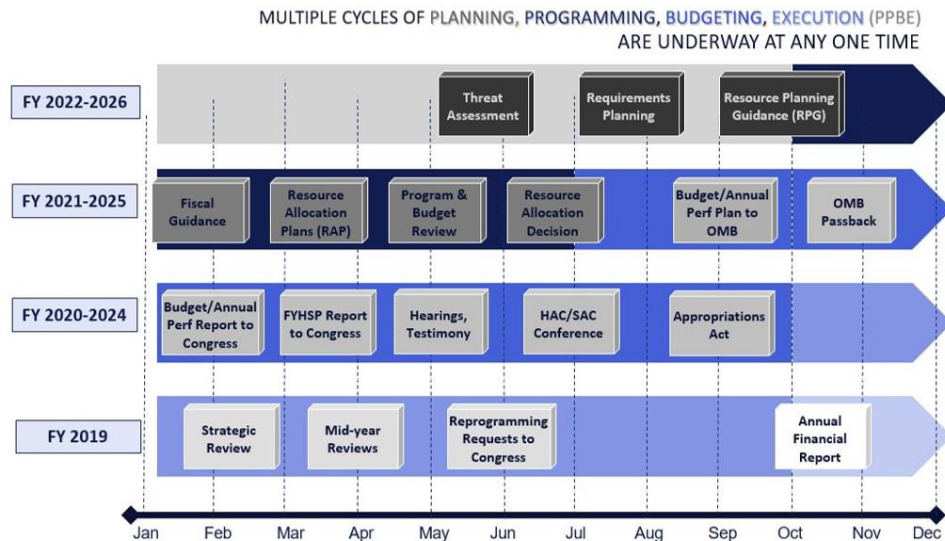 MULTIPLE CYCLES OF PLANNING, PROGRAMMING, BUDGETING, EXECUTION (PPBE)
ARE UNDERWAY AT ANY ONE TIME
FY 2022-2026
Threat
Assessment
Requirements
Planning
Resource Planning
Guidance (RPG)
FY 2021-2025
Fiscal
Guidance
Resource
Allocation
Plans (RAP)
Program &
Budget
Review
Resource
Allocation
Decision
Budget/Annual
Perf Plan to
OMB
OMB
Passback
FY 2020-2024
Budget/Annual
Perf Report to
Congress
FYHSP Report
to Congress
Hearings,
Testimony
HAC/SAC
Conference
Appropriations
Act
FY 2019
Strategic
Review
Mid-year
Reviews
Reprogramming
Requests to
Congress
Annual
Financial
Report
Jan Feb Mar Apr May Jun Jul Aug Sep Oct Nov Dec